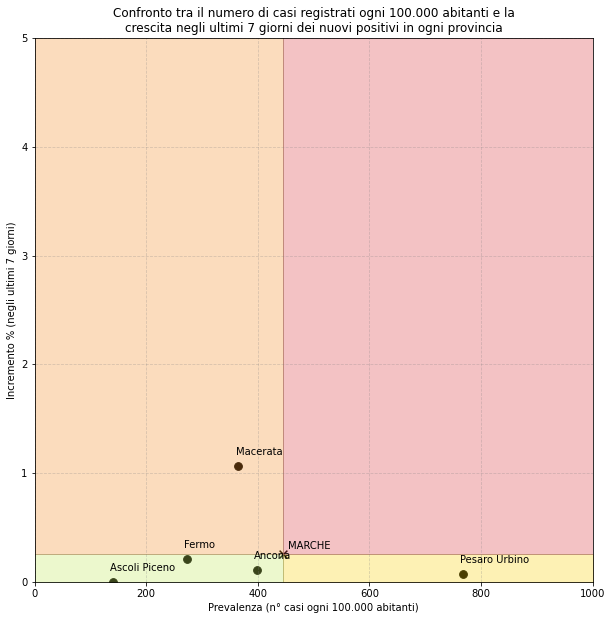 Confronto tra il numero di casi registrati ogni 100.000 abitanti e la
crescita negli ultimi 7 giorni dei nuovi positivi in ogni provincia
5
4
3
2
1
0
Incremento % (negli ultimi 7 giorni)
Macerata
Fermo
MARCHE
Ancona
Pesaro Urbino
Ascoli Piceno
0 200 400 600 800 1000
Prevalenza (n° casi ogni 100.000 abitanti)